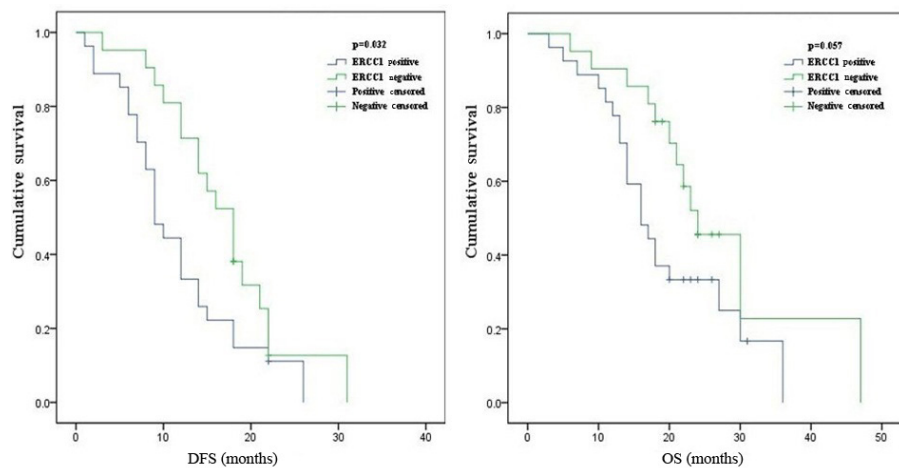 p=0.032
ERCC1 positive
ERCC1 negative
Positive censored
Negative censored
Cumulative survival
1.0
0.8
0.6
0.4
0.2
0.0
0 10 20 30 40
DFS (months)
p=0.057
ERCC1 positive
ERCC1 negative
Positive censored
Negative censored
Cumulative survival
1.0
0.8
0.6
0.4
0.2
0.0
0 10 20 30 40 50
OS (months)